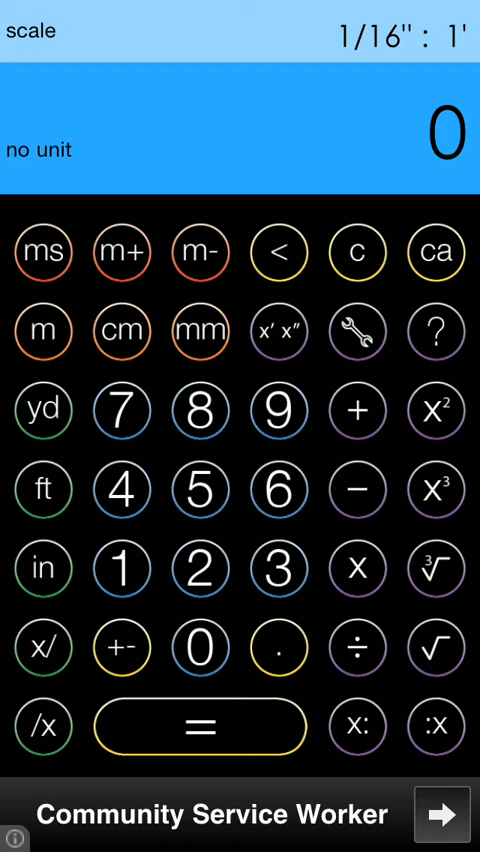 scale 1/16" : 1'
0
no unit
ms m+ m- < c ca
m cm mm x' x" ?
yd 7 8 9 + x²
ft 4 5 6 − x³
in 1 2 3 x ³√
x/ +- 0 . ÷ √
/x = x: :x
Community Service Worker